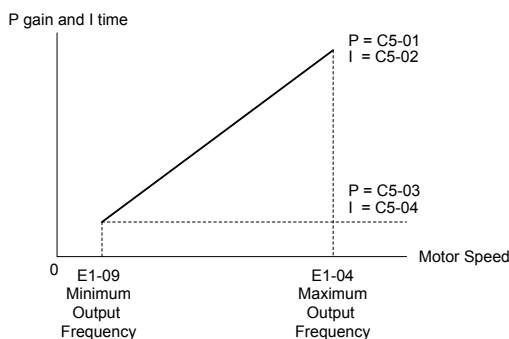 P gain and I time
P = C5-01
I = C5-02
P = C5-03
I = C5-04
Motor Speed
0
E1-09
Minimum
Output
Frequency
E1-04
Maximum
Output
Frequency